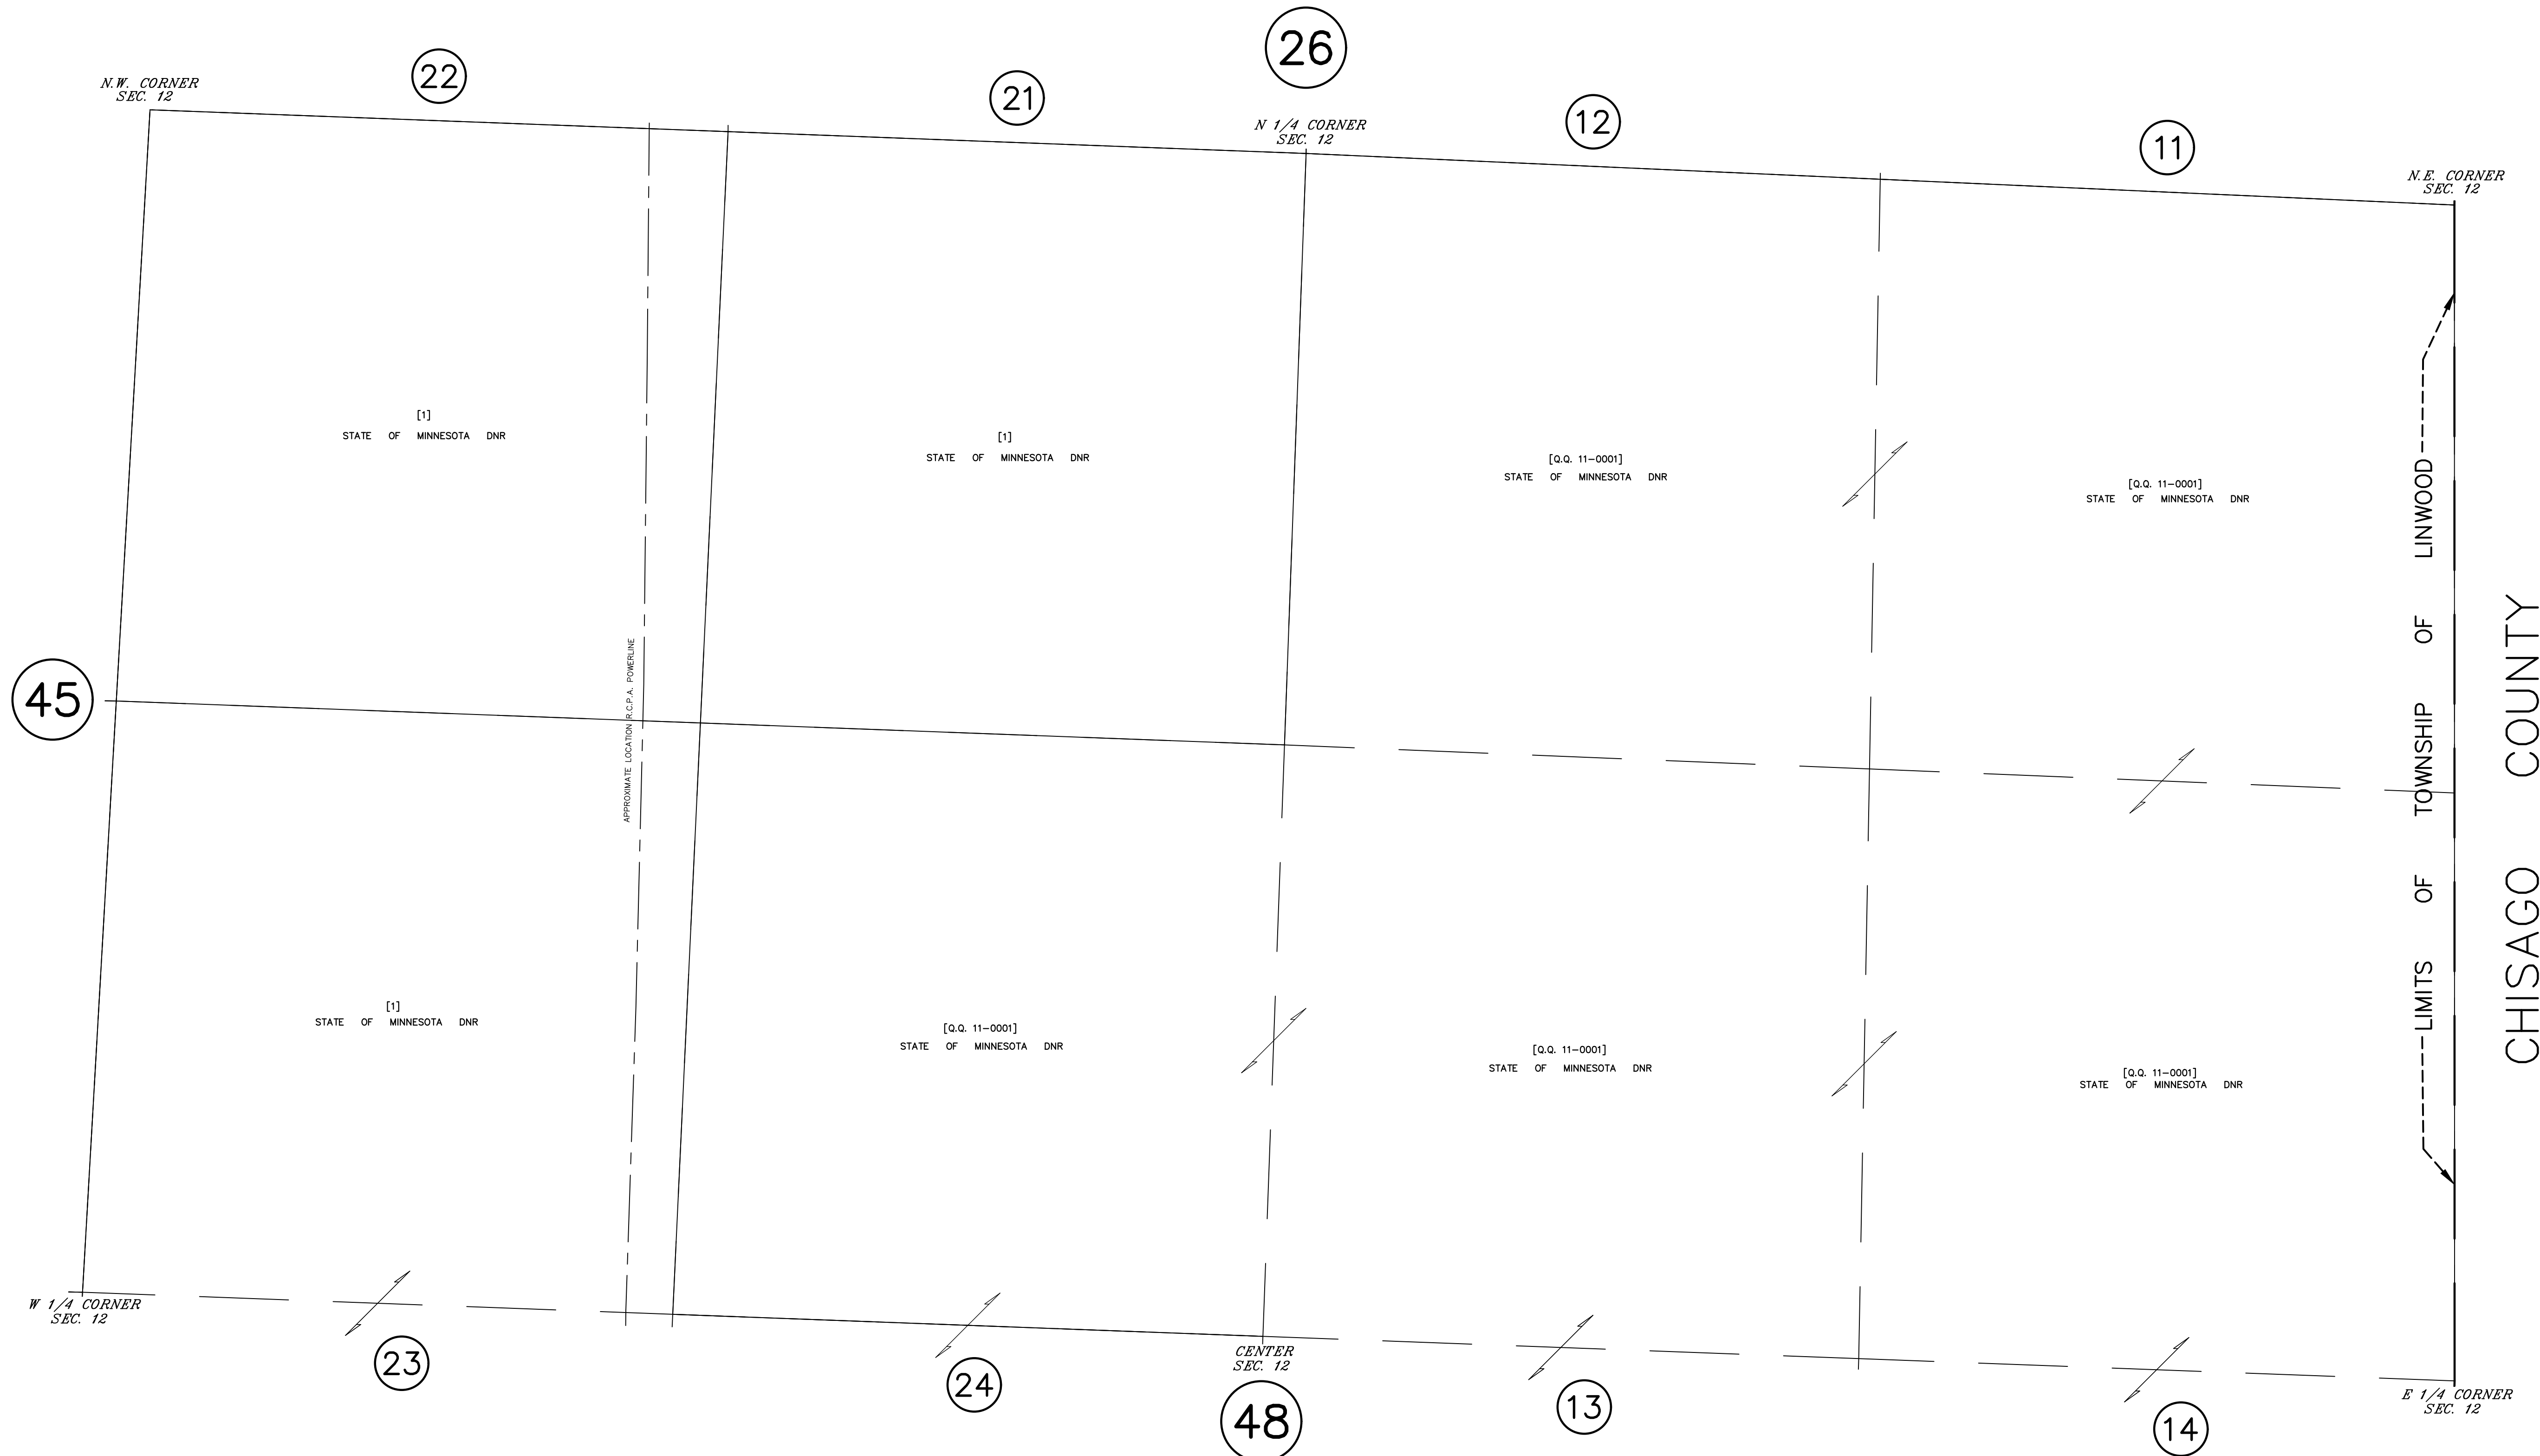 26
22
21
12
11
N.W. CORNER
SEC. 12
N 1/4 CORNER
SEC. 12
N.E. CORNER
SEC. 12
[1]
STATE OF MINNESOTA DNR
[1]
STATE OF MINNESOTA DNR
[Q.Q. 11-0001]
STATE OF MINNESOTA DNR
[Q.Q. 11-0001]
STATE OF MINNESOTA DNR
45
APPROXIMATE LOCATION R.C.P.A. POWERLINE
LIMITS OF TOWNSHIP OF LINWOOD
CHISAGO COUNTY
[1]
STATE OF MINNESOTA DNR
[Q.Q. 11-0001]
STATE OF MINNESOTA DNR
[Q.Q. 11-0001]
STATE OF MINNESOTA DNR
[Q.Q. 11-0001]
STATE OF MINNESOTA DNR
W 1/4 CORNER
SEC. 12
CENTER
SEC. 12
E 1/4 CORNER
SEC. 12
23
24
48
13
14